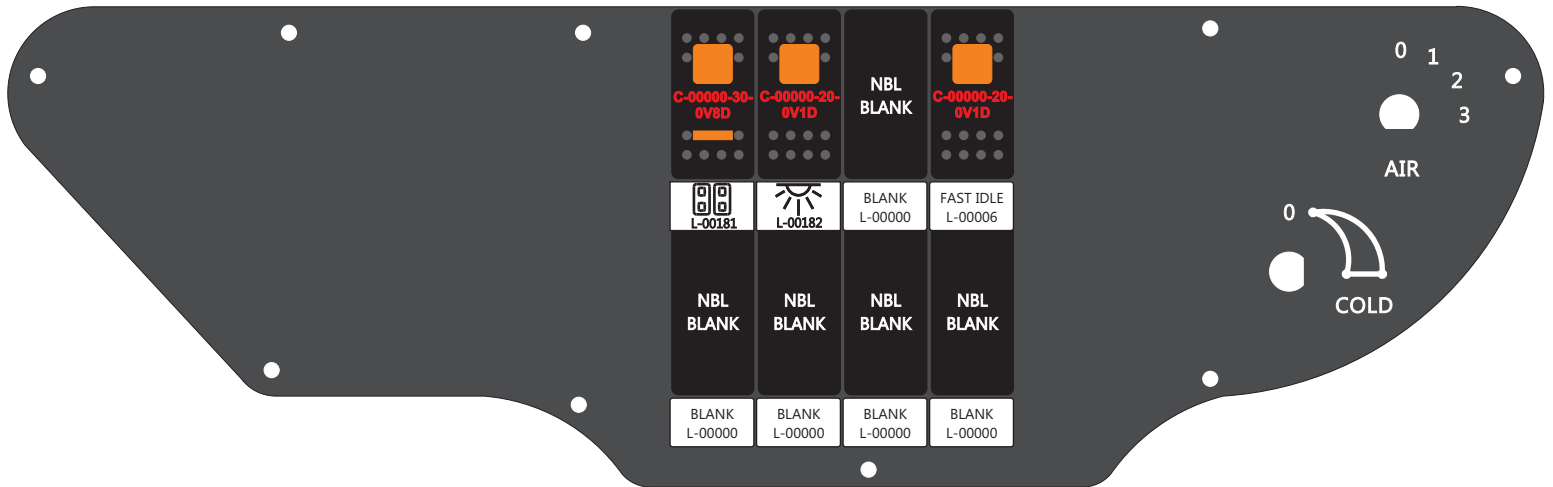 C-00000-30-
0V8D
C-00000-20-
0V1D
NBL
BLANK
C-00000-20-
0V1D
L-00181
L-00182
BLANK
L-00000
FAST IDLE
L-00006
NBL
BLANK
NBL
BLANK
NBL
BLANK
NBL
BLANK
BLANK
L-00000
BLANK
L-00000
BLANK
L-00000
BLANK
L-00000
0
1
2
3
AIR
0
COLD